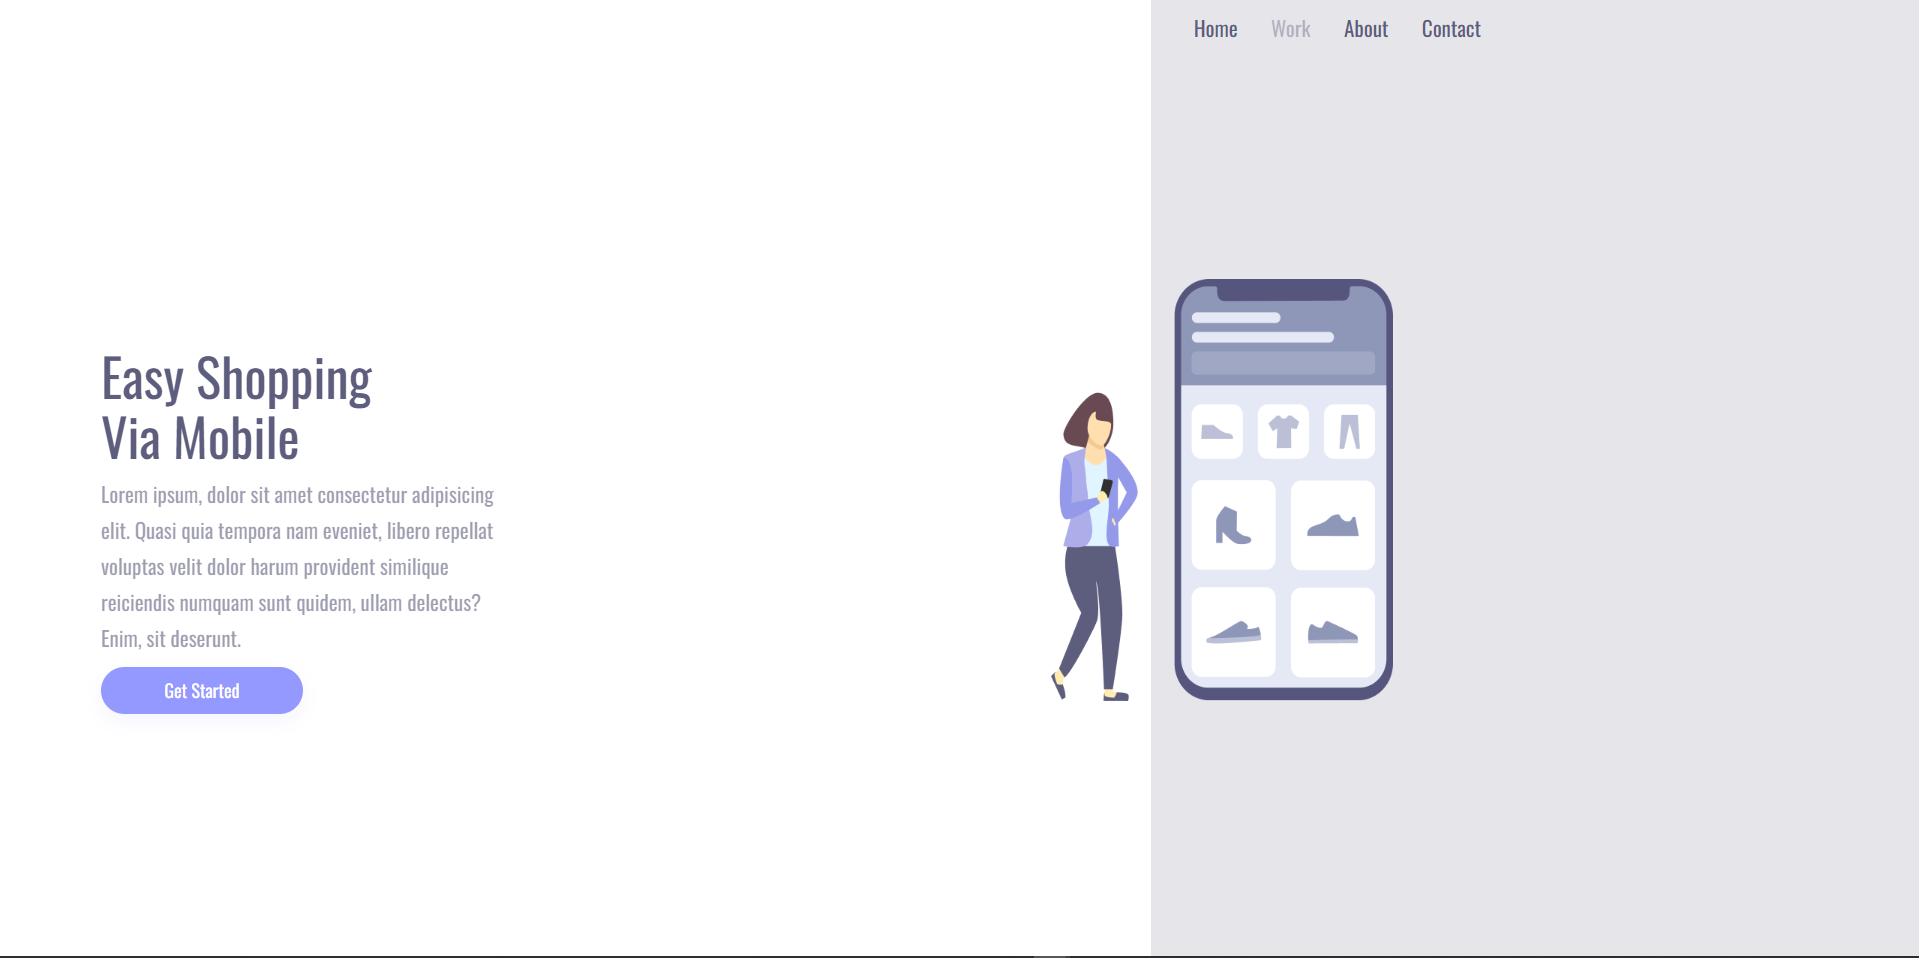 Home Work About Contact
Easy Shopping
Via Mobile
Lorem ipsum, dolor sit amet consectetur adipisicing
elit. Quasi quia tempora nam eveniet, libero repellat
voluptas velit dolor harum provident similique
reiciendis numquam sunt quidem, ullam delectus?
Enim, sit deserunt.
Get Started